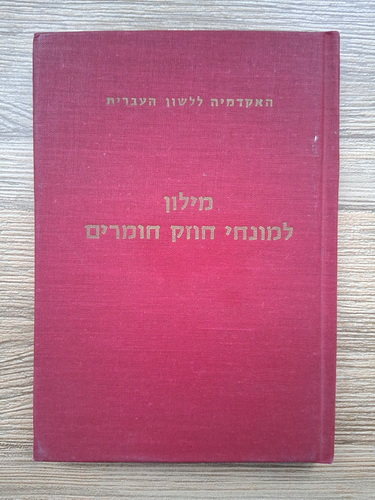 האקדמיה ללשון העברית
מילון
למונחי חוזק חומרים